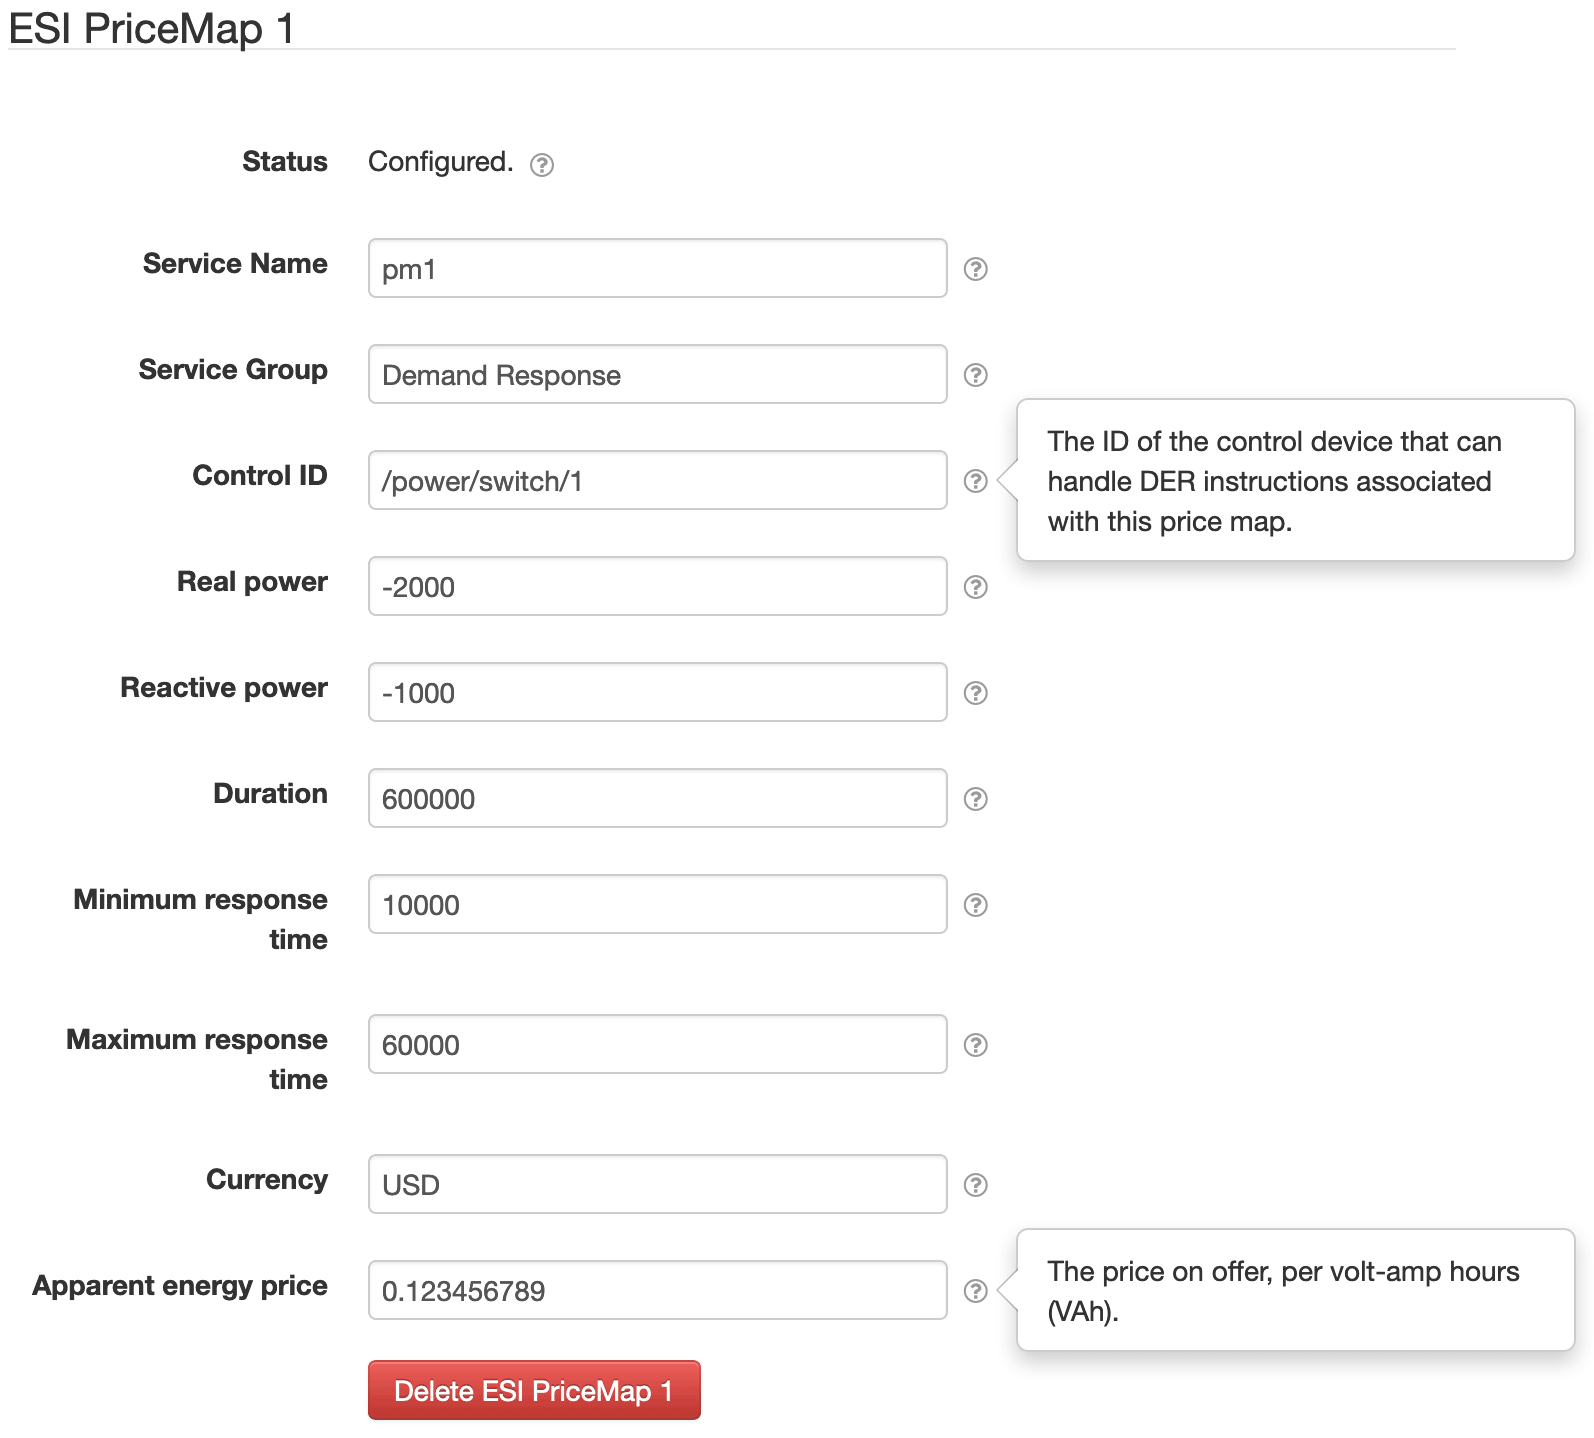 ESI PriceMap 1
Status
Configured.
Service Name
pm1
Service Group
Demand Response
Control ID
/power/switch/1
The ID of the control device that can
handle DER instructions associated
with this price map.
Real power
-2000
Reactive power
-1000
Duration
600000
Minimum response
time
10000
Maximum response
time
60000
Currency
USD
Apparent energy price
0.123456789
The price on offer, per volt-amp hours
(VAh).
Delete ESI PriceMap 1